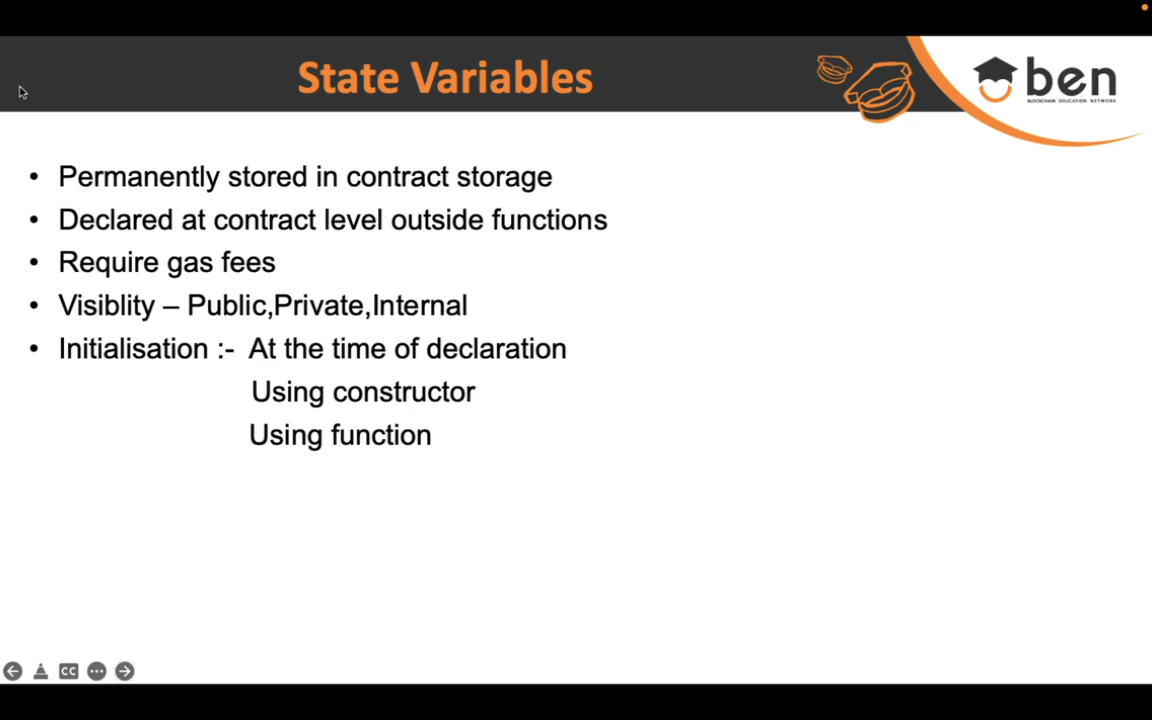 State Variables
ben
BLOCKCHAIN EDUCATION NETWORK
• Permanently stored in contract storage
• Declared at contract level outside functions
• Require gas fees
• Visiblity – Public,Private,Internal
• Initialisation :- At the time of declaration
Using constructor
Using function
CC